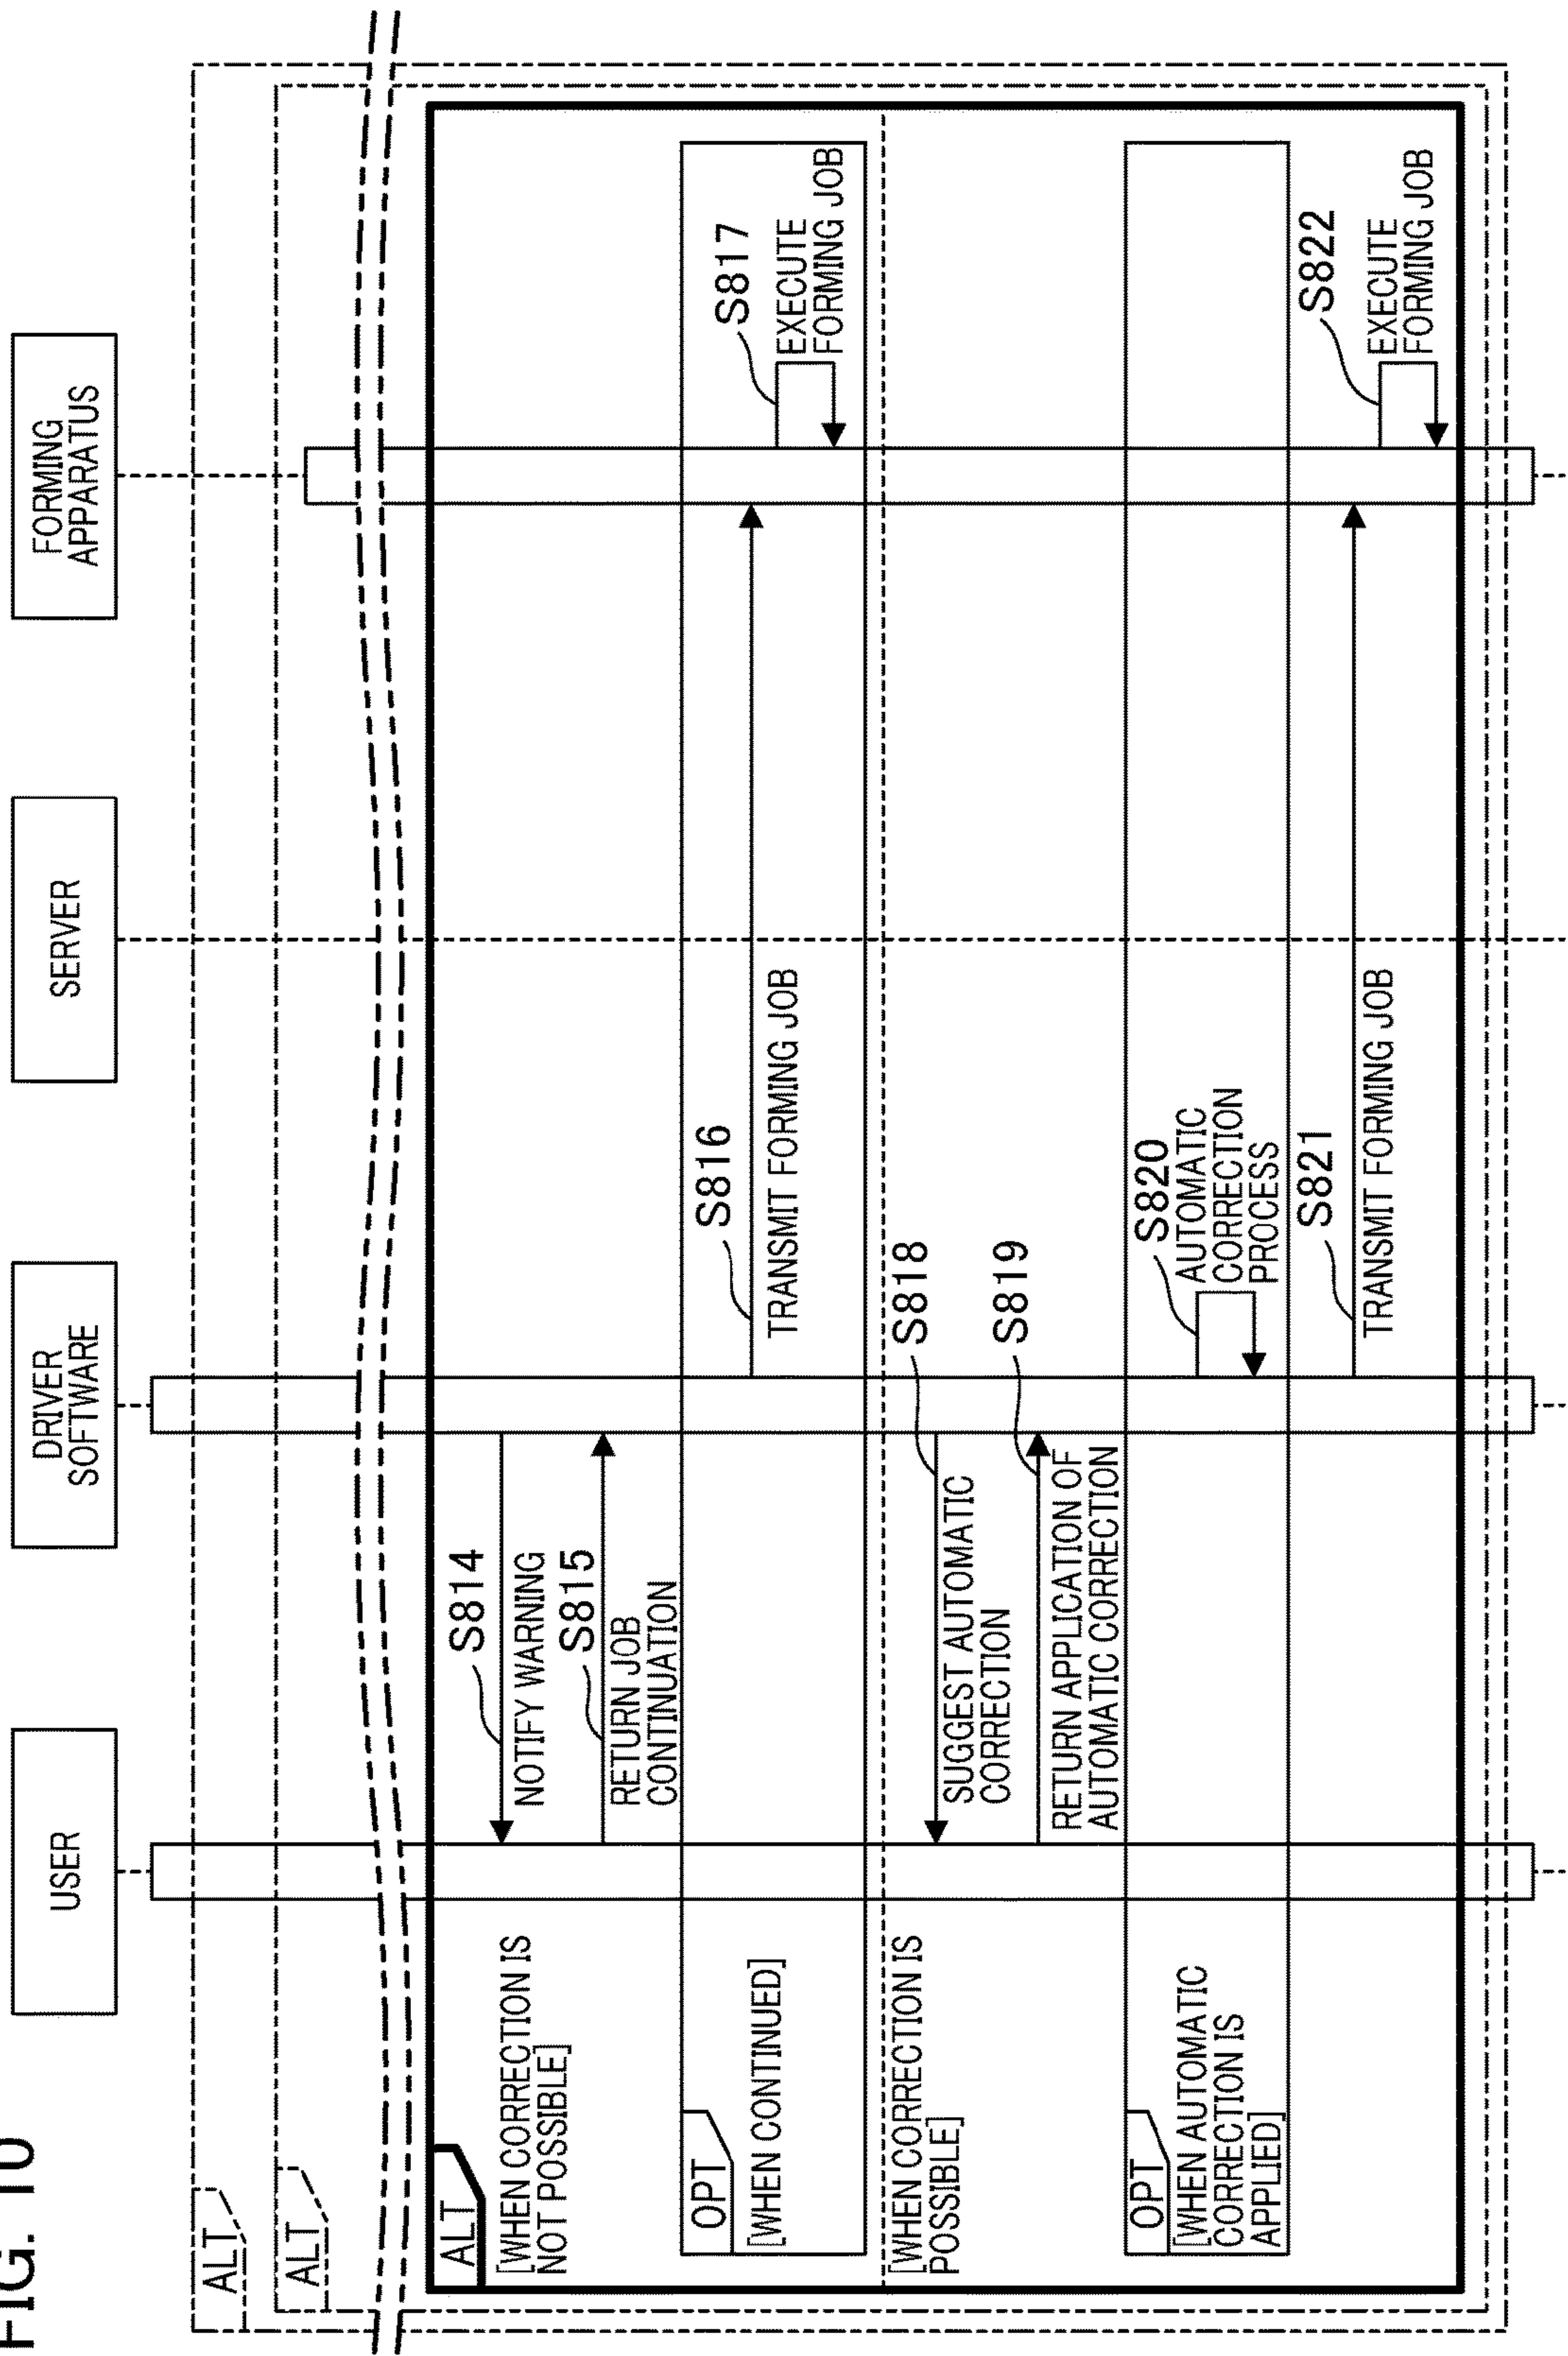 FIG. 10
USER
DRIVER
SOFTWARE
SERVER
FORMING
APPARATUS
ALT
ALT
ALT
[WHEN CORRECTION IS
NOT POSSIBLE]
S814
NOTIFY WARNING
S815
RETURN JOB
CONTINUATION
OPT
[WHEN CONTINUED]
S816
TRANSMIT FORMING JOB
S817
EXECUTE
FORMING JOB
[WHEN CORRECTION IS
POSSIBLE]
S818
SUGGEST AUTOMATIC
CORRECTION
S819
RETURN APPLICATION OF
AUTOMATIC CORRECTION
OPT
[WHEN AUTOMATIC
CORRECTION IS
APPLIED]
S820
AUTOMATIC
CORRECTION
PROCESS
S821
TRANSMIT FORMING JOB
S822
EXECUTE
FORMING JOB